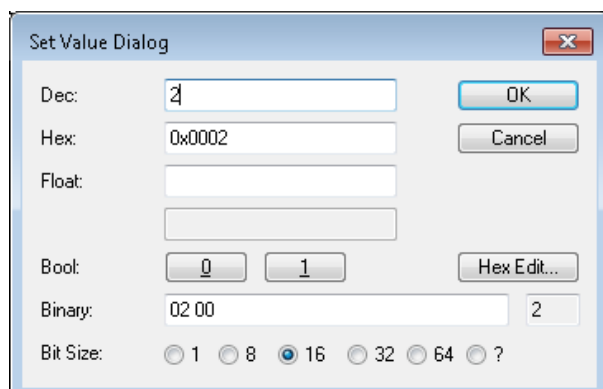 Set Value Dialog
Dec: 2 OK
Hex: 0x0002 Cancel
Float:
Bool: 0 1 Hex Edit...
Binary: 02 00 2
Bit Size: 1 8 16 32 64 ?